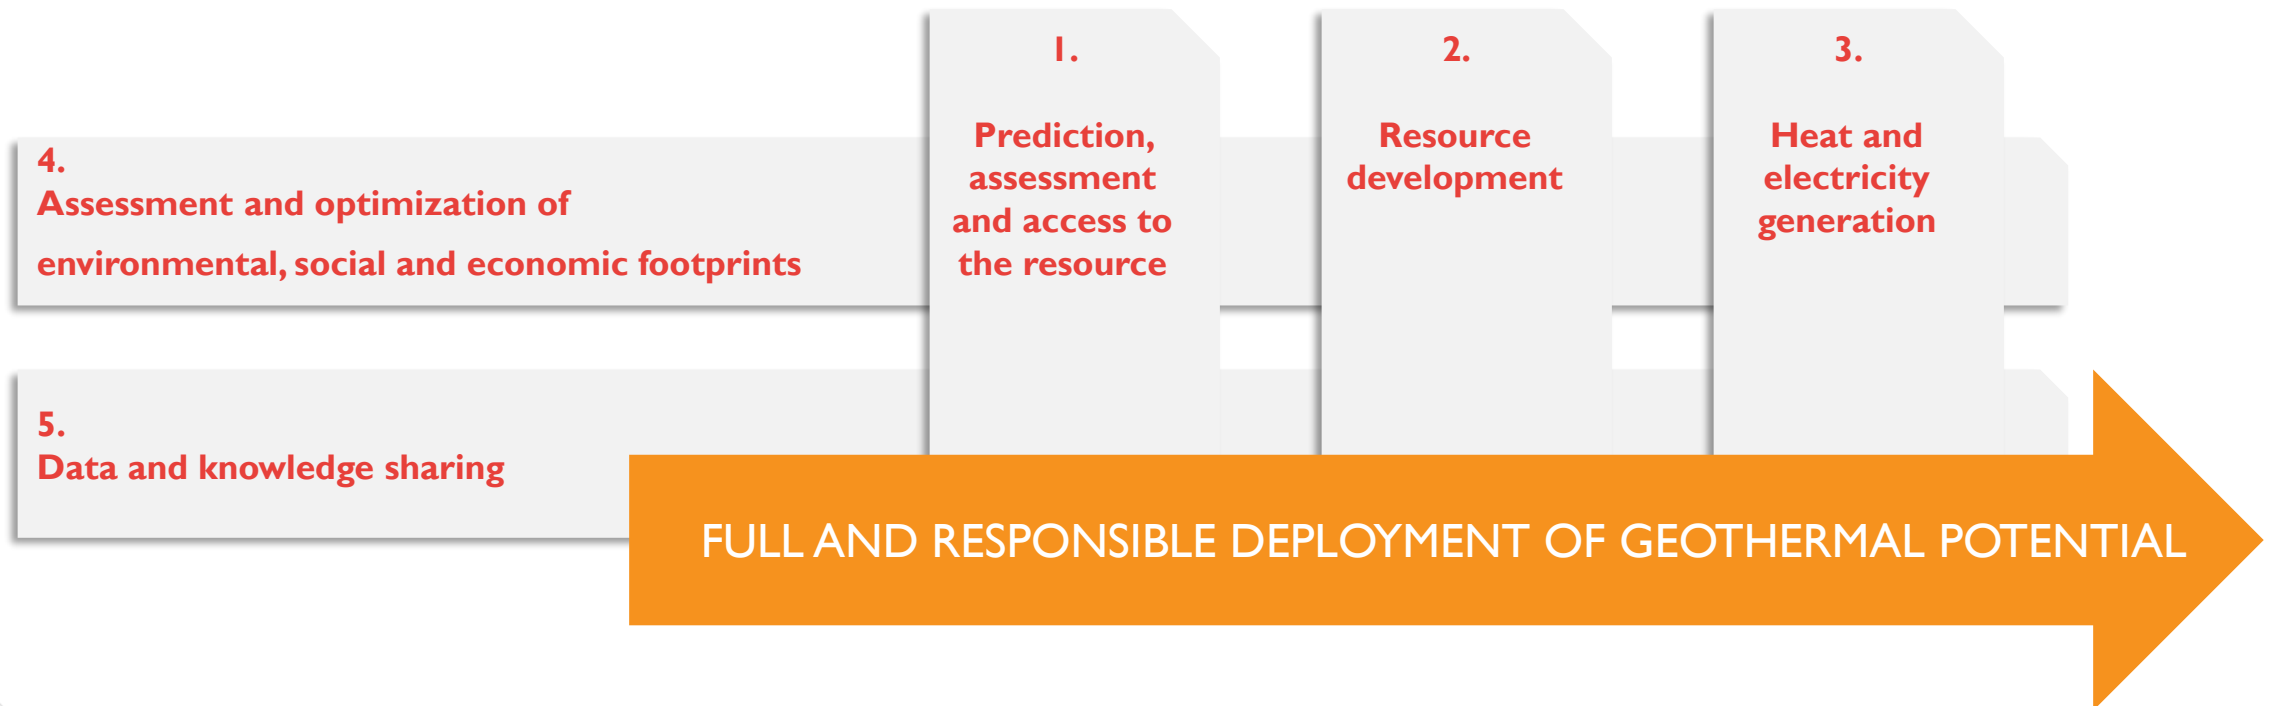 1.
Prediction,
assessment
and access to
the resource
2.
Resource
development
3.
Heat and
electricity
generation
4.
Assessment and optimization of
environmental, social and economic footprints
5.
Data and knowledge sharing
FULL AND RESPONSIBLE DEPLOYMENT OF GEOTHERMAL POTENTIAL